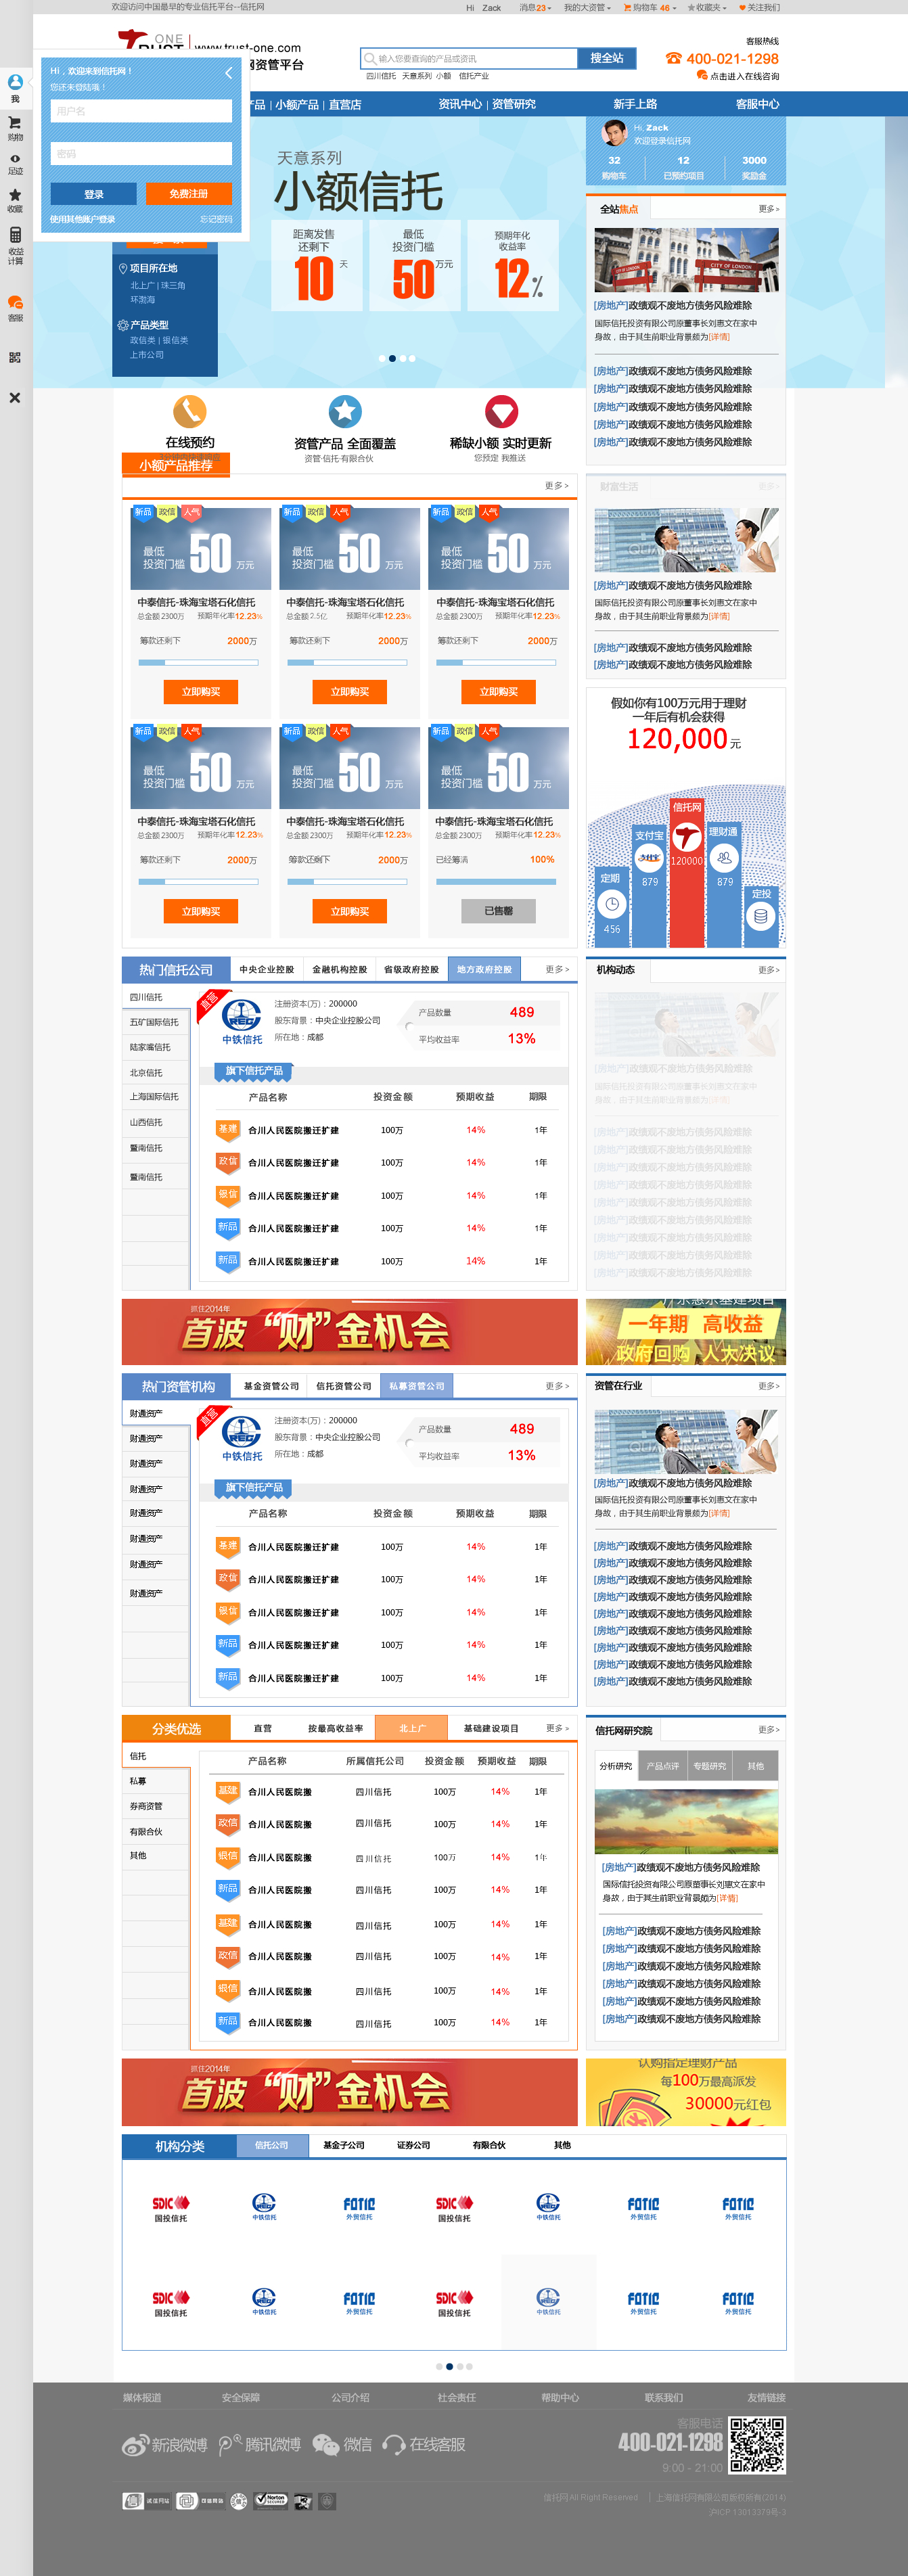 欢迎访问中国最早的专业信托平台--信托网
Hi Zack 消息23 我的大资管 购物车 46 收藏夹 关注我们
ONE
www.trust-one.com
网资管平台
输入您要查询的产品或资讯 搜全站
四川信托 天意系列 小额 信托产业
客服热线
400-021-1298
点击进入在线咨询
我
购物
足迹
收藏
收益
计算
客服
Hi，欢迎来到信托网！
您还未登陆哦！
用户名
密码
登录 免费注册
使用其他账户登录 忘记密码
产品 | 小额产品 | 直营店 资讯中心 | 资管研究 新手上路 客服中心
项目所在地
北上广 | 珠三角
环渤海
产品类型
政信类 | 银信类
上市公司
天意系列
小额信托
距离发售
还剩下
10 天
最低
投资门槛
50 万元
预期年化
收益率
12%
Hi, Zack
欢迎登录信托网
32 12 3000
购物车 已预约项目 奖励金
全站焦点 更多>
CITY OF LONDON
[房地产]政绩观不废地方债务风险难除
国际信托投资有限公司原董事长刘惠文在家中
身故，由于其生前职业背景颇为[详情]
[房地产]政绩观不废地方债务风险难除
[房地产]政绩观不废地方债务风险难除
[房地产]政绩观不废地方债务风险难除
[房地产]政绩观不废地方债务风险难除
[房地产]政绩观不废地方债务风险难除
在线预约
资管产品 全面覆盖
资管·信托·有限合伙
稀缺小额 实时更新
您预定 我推送
小额产品推荐
更多>
新品 政信 人气 新品 政信 人气 新品 政信 人气
最低
投资门槛 50 万元
最低
投资门槛 50 万元
最低
投资门槛 50 万元
中泰信托-珠海宝塔石化信托 中泰信托-珠海宝塔石化信托 中泰信托-珠海宝塔石化信托
总金额 2300万 预期年化率12.23% 总金额 2.5亿 预期年化率12.23% 总金额 2300万 预期年化率12.23%
筹款还剩下 2000万 筹款还剩下 2000万 筹款还剩下 2000万
立即购买 立即购买 立即购买
新品 政信 人气 新品 政信 人气 新品 政信 人气
最低
投资门槛 50 万元
最低
投资门槛 50 万元
最低
投资门槛 50 万元
中泰信托-珠海宝塔石化信托 中泰信托-珠海宝塔石化信托 中泰信托-珠海宝塔石化信托
总金额 2300万 预期年化率12.23% 总金额 2300万 预期年化率12.23% 总金额 2300万 预期年化率12.23%
筹款还剩下 2000万 筹款还剩下 2000万 已经筹满 100%
立即购买 立即购买 已售罄
财富生活 更多>
[房地产]政绩观不废地方债务风险难除
国际信托投资有限公司原董事长刘惠文在家中
身故，由于其生前职业背景颇为[详情]
[房地产]政绩观不废地方债务风险难除
[房地产]政绩观不废地方债务风险难除
假如你有100万元用于理财
一年后有机会获得
120,000 元
信托网
120000
支付宝
879
理财通
879
定期
456
定投
热门信托公司 中央企业控股 金融机构控股 省级政府控股 地方政府控股 更多>
四川信托
五矿国际信托
陆家嘴信托
北京信托
上海国际信托
山西信托
暨南信托
暨南信托
直营
中铁信托
注册资本(万)：200000
股东背景：中央企业控股公司
所在地：成都
产品数量 489
平均收益率 13%
旗下信托产品
产品名称 投资金额 预期收益 期限
基建 合川人民医院搬迁扩建 100万 14% 1年
政信 合川人民医院搬迁扩建 100万 14% 1年
银信 合川人民医院搬迁扩建 100万 14% 1年
新品 合川人民医院搬迁扩建 100万 14% 1年
新品 合川人民医院搬迁扩建 100万 14% 1年
机构动态 更多>
[房地产]政绩观不废地方债务风险难除
国际信托投资有限公司原董事长刘惠文在家中
身故，由于其生前职业背景颇为[详情]
[房地产]政绩观不废地方债务风险难除
[房地产]政绩观不废地方债务风险难除
[房地产]政绩观不废地方债务风险难除
[房地产]政绩观不废地方债务风险难除
[房地产]政绩观不废地方债务风险难除
[房地产]政绩观不废地方债务风险难除
[房地产]政绩观不废地方债务风险难除
[房地产]政绩观不废地方债务风险难除
[房地产]政绩观不废地方债务风险难除
抓住2014年
首波“财”金机会
一年期 高收益
政府回购 人大决议
热门资管机构 基金资管公司 信托资管公司 私募资管公司 更多>
财通资产
财通资产
财通资产
财通资产
财通资产
财通资产
财通资产
财通资产
直营
中铁信托
注册资本(万)：200000
股东背景：中央企业控股公司
所在地：成都
产品数量 489
平均收益率 13%
旗下信托产品
产品名称 投资金额 预期收益 期限
基建 合川人民医院搬迁扩建 100万 14% 1年
政信 合川人民医院搬迁扩建 100万 14% 1年
银信 合川人民医院搬迁扩建 100万 14% 1年
新品 合川人民医院搬迁扩建 100万 14% 1年
新品 合川人民医院搬迁扩建 100万 14% 1年
资管在行业 更多>
[房地产]政绩观不废地方债务风险难除
国际信托投资有限公司原董事长刘惠文在家中
身故，由于其生前职业背景颇为[详情]
[房地产]政绩观不废地方债务风险难除
[房地产]政绩观不废地方债务风险难除
[房地产]政绩观不废地方债务风险难除
[房地产]政绩观不废地方债务风险难除
[房地产]政绩观不废地方债务风险难除
[房地产]政绩观不废地方债务风险难除
[房地产]政绩观不废地方债务风险难除
[房地产]政绩观不废地方债务风险难除
[房地产]政绩观不废地方债务风险难除
分类优选 直营 按最高收益率 北上广 基础建设项目 更多»
信托
私募
券商资管
有限合伙
其他
产品名称 所属信托公司 投资金额 预期收益 期限
基建 合川人民医院搬 四川信托 100万 14% 1年
政信 合川人民医院搬 四川信托 100万 14% 1年
银信 合川人民医院搬 四川信托 100万 14% 1年
新品 合川人民医院搬 四川信托 100万 14% 1年
基建 合川人民医院搬 四川信托 100万 14% 1年
政信 合川人民医院搬 四川信托 100万 14% 1年
银信 合川人民医院搬 四川信托 100万 14% 1年
新品 合川人民医院搬 四川信托 100万 14% 1年
信托网研究院 更多>
分析研究 产品点评 专题研究 其他
[房地产]政绩观不废地方债务风险难除
国际信托投资有限公司原董事长刘惠文在家中
身故，由于其生前职业背景颇为[详情]
[房地产]政绩观不废地方债务风险难除
[房地产]政绩观不废地方债务风险难除
[房地产]政绩观不废地方债务风险难除
[房地产]政绩观不废地方债务风险难除
[房地产]政绩观不废地方债务风险难除
[房地产]政绩观不废地方债务风险难除
抓住2014年
首波“财”金机会
认购指定理财产品
每100万最高派发
30000元红包
机构分类 信托公司 基金子公司 证券公司 有限合伙 其他
SDIC FOTIC SDIC FOTIC FOTIC
国投信托 中铁信托 外贸信托 国投信托 中铁信托 外贸信托 外贸信托
SDIC FOTIC SDIC FOTIC FOTIC
国投信托 中铁信托 外贸信托 国投信托 中铁信托 外贸信托 外贸信托
媒体报道 安全保障 公司介绍 社会责任 帮助中心 联系我们 友情链接
新浪微博 腾讯微博 微信 在线客服
客服电话
400-021-1298
9:00 - 21:00
诚信网站 Norton
信托网 All Right Reserved | 上海信托网有限公司版权所有(2014)
沪ICP 13013379号-3